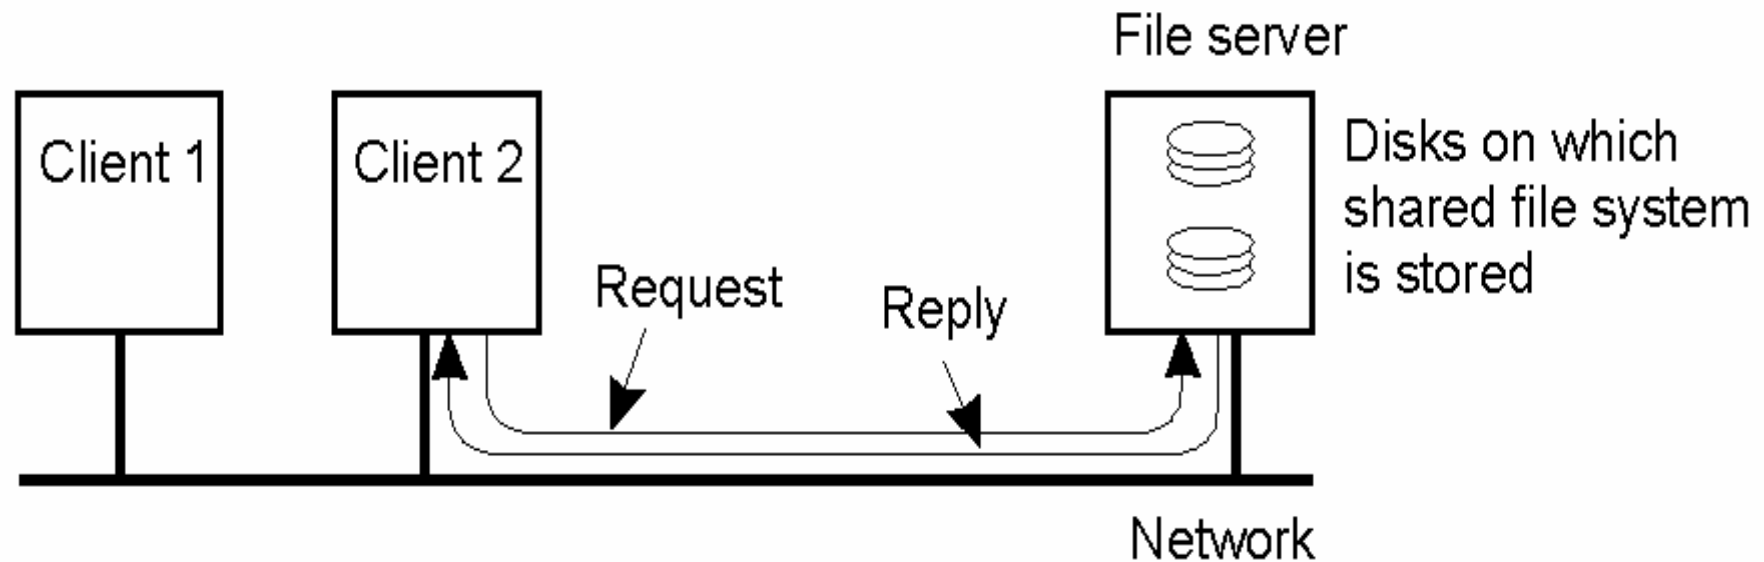 File server
Client 1
Client 2
Disks on which
shared file system
is stored
Request
Reply
Network